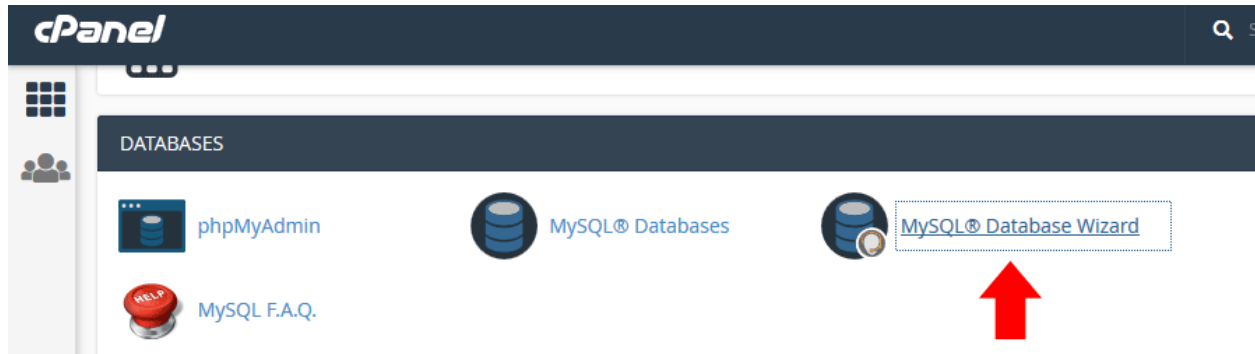 cPanel
DATABASES
phpMyAdmin
MySQL® Databases
MySQL® Database Wizard
HELP
MySQL F.A.Q.